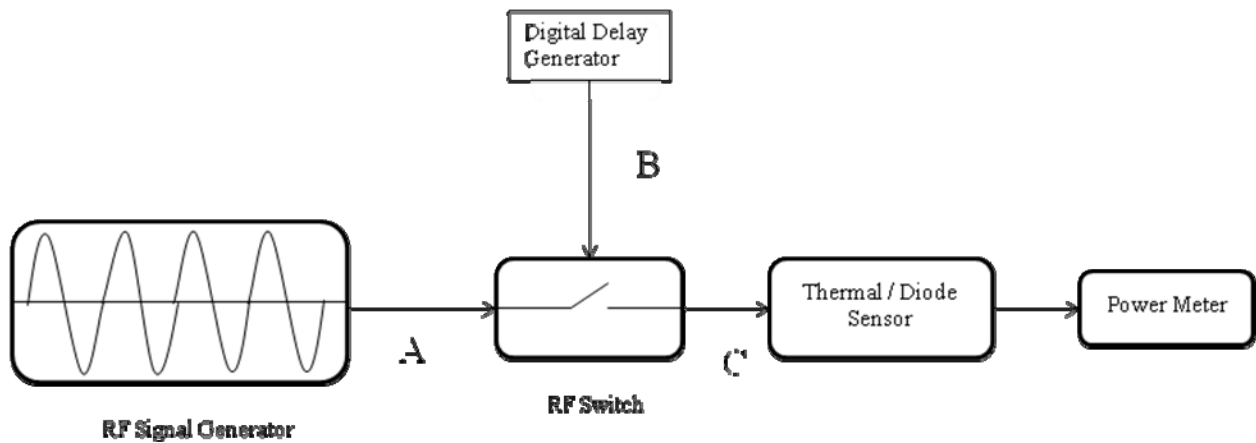 Digital Delay
Generator
B
Thermal / Diode
Sensor
Power Meter
A
C
RF Switch
RF Signal Generator